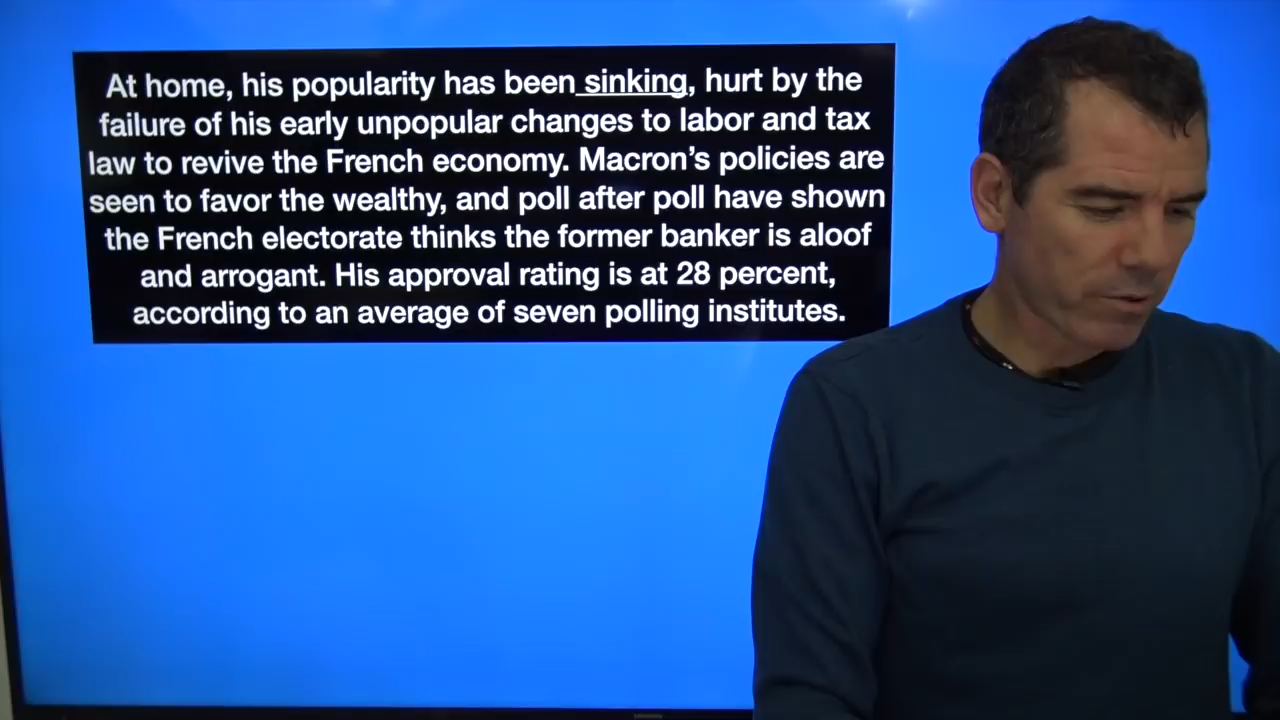 At home, his popularity has been sinking, hurt by the
failure of his early unpopular changes to labor and tax
law to revive the French economy. Macron’s policies are
seen to favor the wealthy, and poll after poll have shown
the French electorate thinks the former banker is aloof
and arrogant. His approval rating is at 28 percent,
according to an average of seven polling institutes.